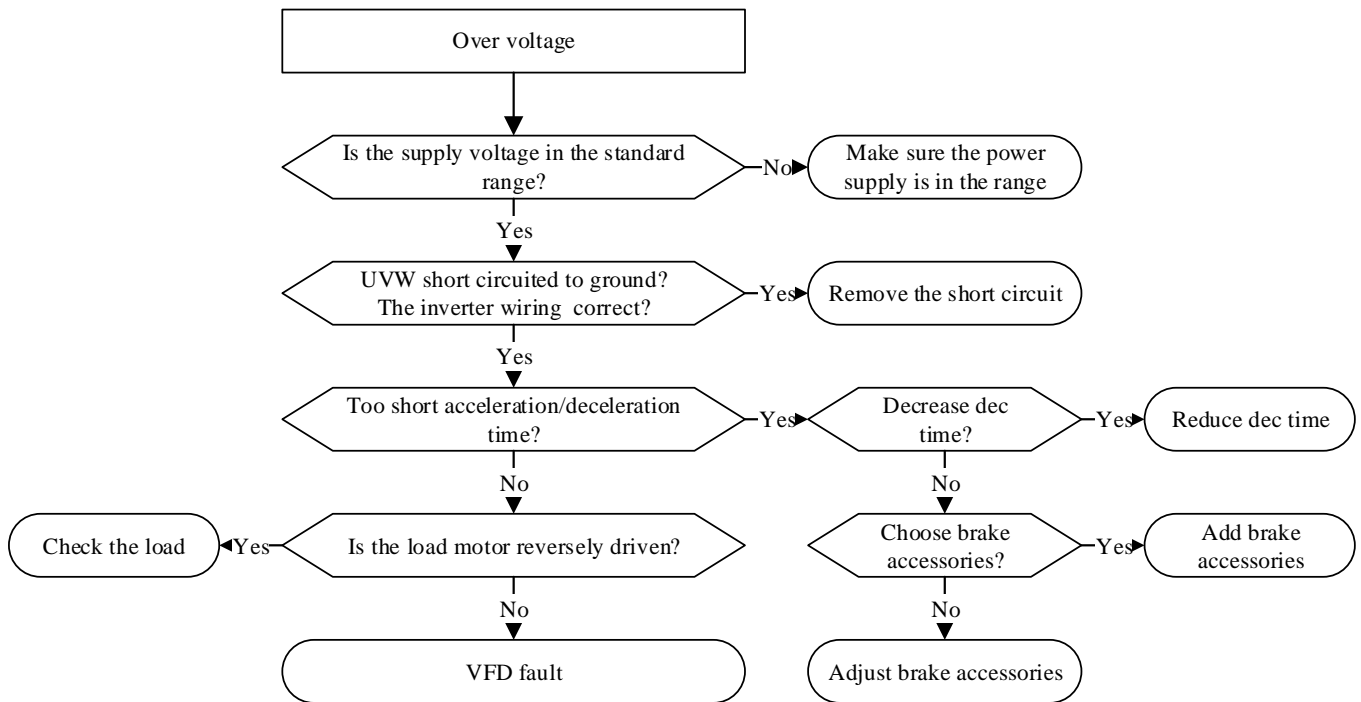 Over voltage
Is the supply voltage in the standard
range?
No
Make sure the power
supply is in the range
Yes
UVW short circuited to ground?
The inverter wiring  correct?
Yes
Remove the short circuit
Yes
Too short acceleration/deceleration
time?
Yes
Decrease dec
time?
Yes
Reduce dec time
No
No
Check the load
Yes
Is the load motor reversely driven?
Choose brake
accessories?
Yes
Add brake
accessories
No
No
VFD fault
Adjust brake accessories